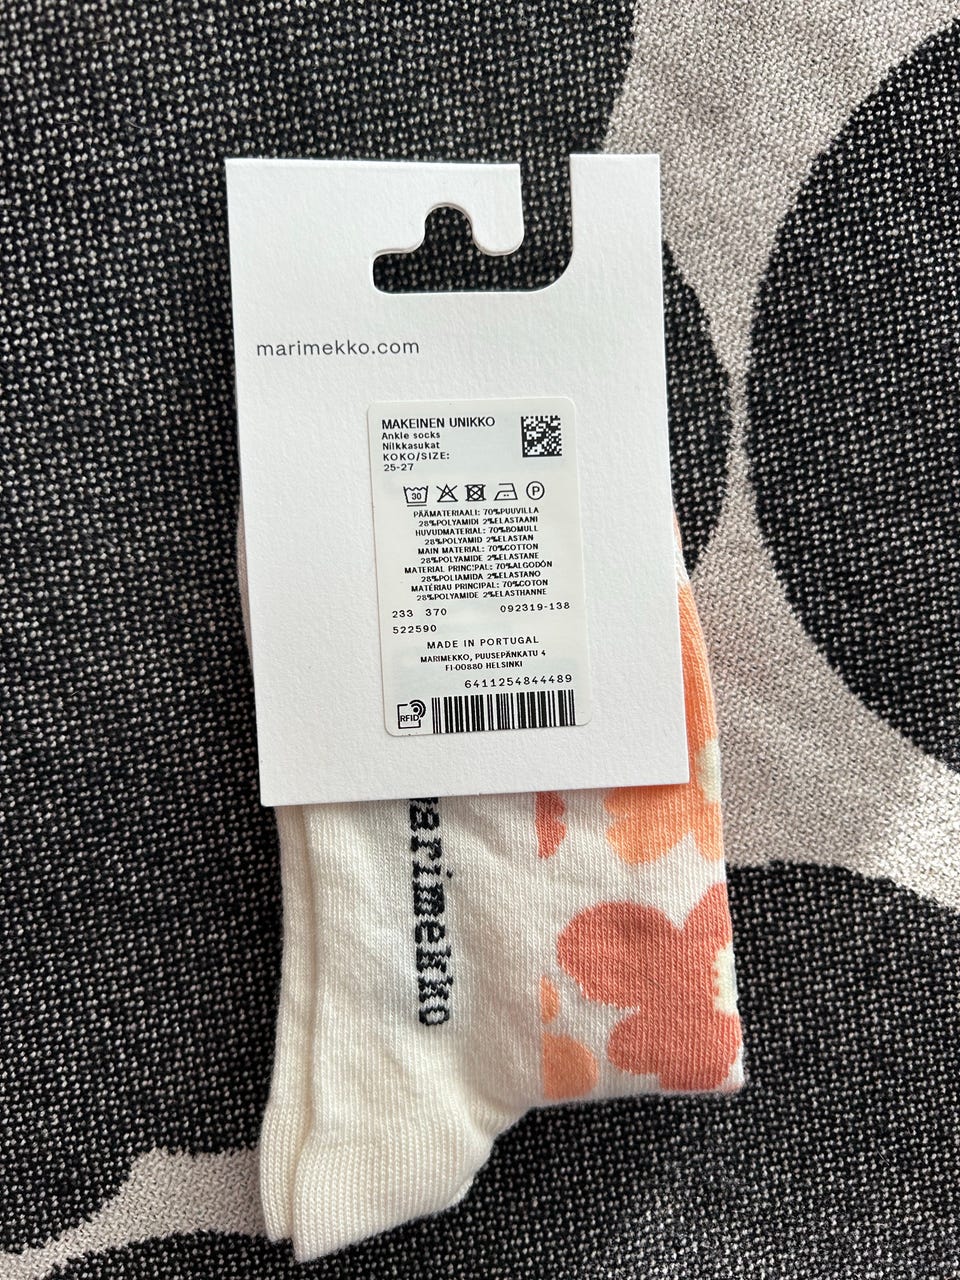 marimekko.com
MAKEINEN UNIKKO
Ankle socks
Nilkkasukat
KOKO/SIZE:
25-27
30
P
PÄÄMATERIAALI: 70%PUUVILLA
28%POLYAMIDI 2%ELASTAANI
HUVUDMATERIAL: 70%BOMULL
28%POLYAMID 2%ELASTAN
MAIN MATERIAL: 70%COTTON
28%POLYAMIDE 2%ELASTANE
MATERIAL PRINCIPAL: 70%ALGODÓN
28%POLIAMIDA 2%ELASTANO
MATÉRIAU PRINCIPAL: 70%COTON
28%POLYAMIDE 2%ELASTHANNE
233 370 092319-138
522590
MADE IN PORTUGAL
MARIMEKKO, PUUSEPÄNKATU 4
FI-00880 HELSINKI
6411254844489
RFID
arimekko